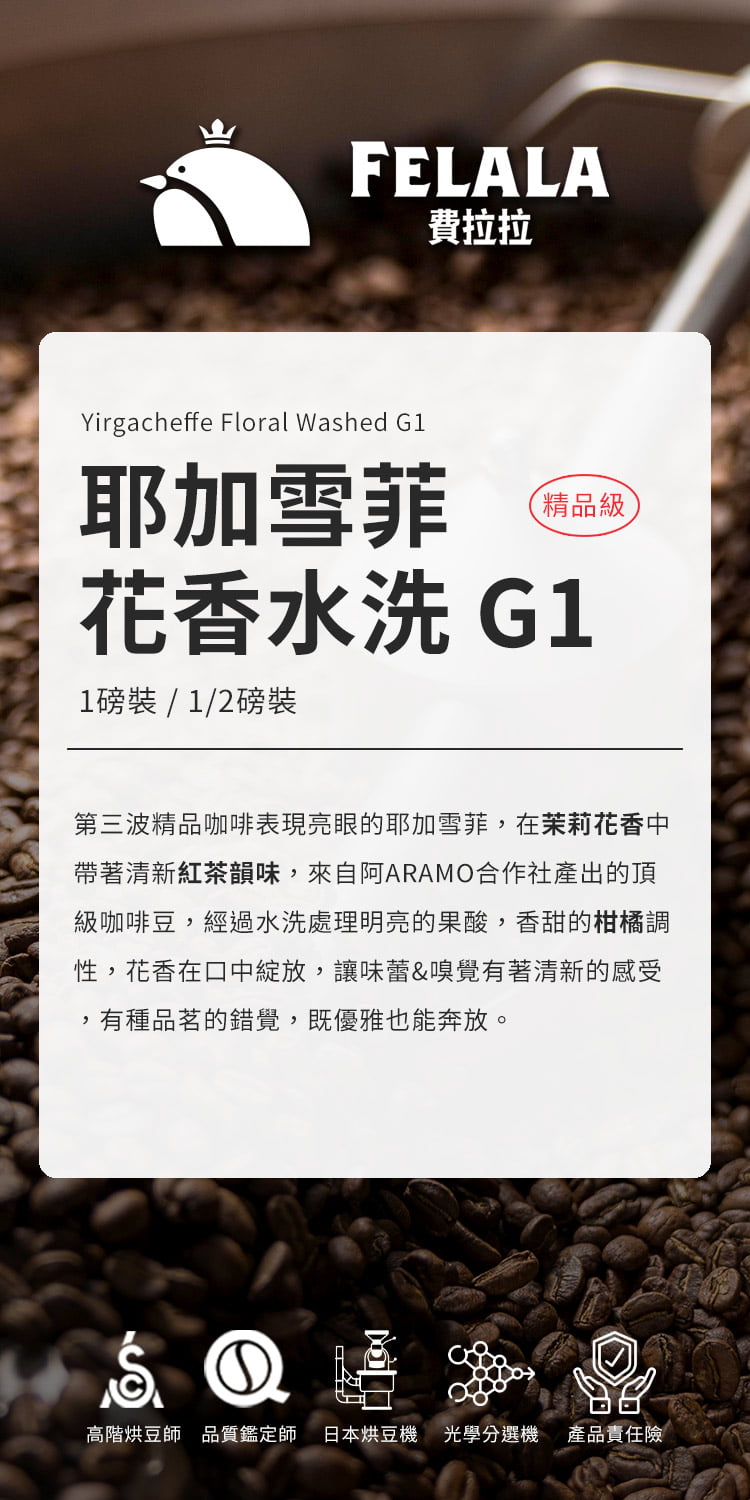 FELALA
費拉拉
Yirgacheffe Floral Washed G1
耶加雪菲
精品級
花香水洗 G1
1磅裝 / 1/2磅裝
第三波精品咖啡表現亮眼的耶加雪菲，在茉莉花香中
帶著清新紅茶韻味，來自阿ARAMO合作社產出的頂
級咖啡豆，經過水洗處理明亮的果酸，香甜的柑橘調
性，花香在口中綻放，讓味蕾&嗅覺有著清新的感受
，有種品茗的錯覺，既優雅也能奔放。
高階烘豆師 品質鑑定師 日本烘豆機 光學分選機 產品責任險